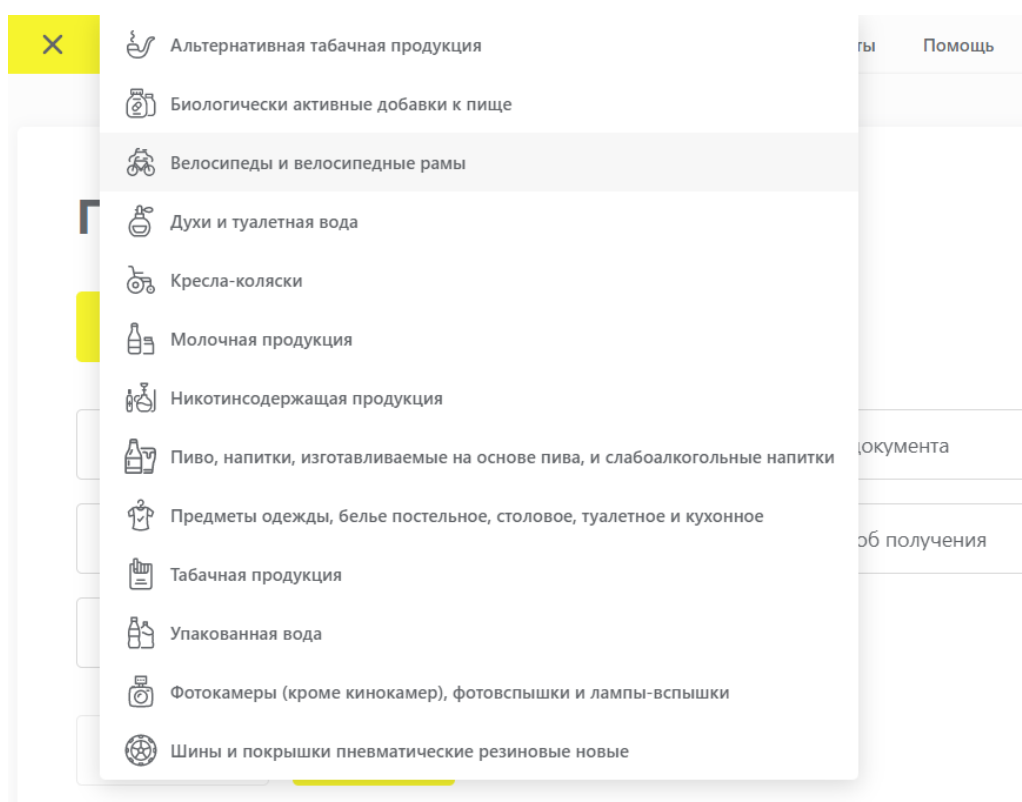 Альтернативная табачная продукция
Помощь
Биологически активные добавки к пище
Велосипеды и велосипедные рамы
Духи и туалетная вода
Кресла-коляски
Молочная продукция
Никотинсодержащая продукция
Пиво, напитки, изготавливаемые на основе пива, и слабоалкогольные напитки
документа
Предметы одежды, белье постельное, столовое, туалетное и кухонное
об получения
Табачная продукция
Упакованная вода
Фотокамеры (кроме кинокамер), фотовспышки и лампы-вспышки
Шины и покрышки пневматические резиновые новые